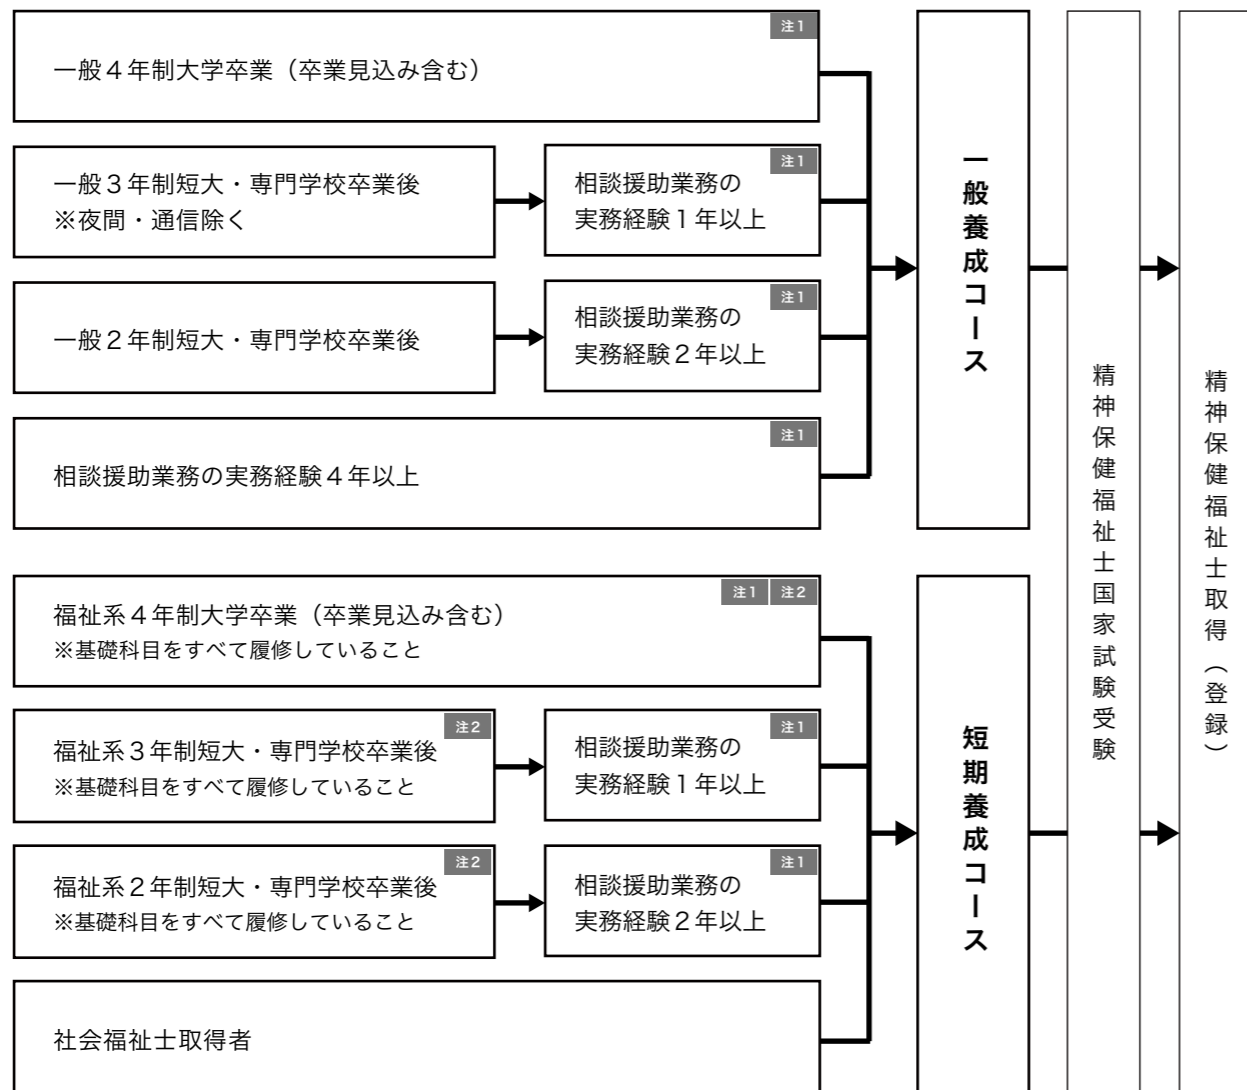 注1
一般４年制大学卒業（卒業見込み含む）
一般３年制短大・専門学校卒業後
※夜間・通信除く
注1
相談援助業務の
実務経験１年以上
一般２年制短大・専門学校卒業後
注1
相談援助業務の
実務経験２年以上
注1
相談援助業務の実務経験４年以上
一般養成コース
注1 注2
福祉系４年制大学卒業（卒業見込み含む）
※基礎科目をすべて履修していること
注2
福祉系３年制短大・専門学校卒業後
※基礎科目をすべて履修していること
注1
相談援助業務の
実務経験１年以上
注2
福祉系２年制短大・専門学校卒業後
※基礎科目をすべて履修していること
注1
相談援助業務の
実務経験２年以上
社会福祉士取得者
短期養成コース
精神保健福祉士国家試験受験
精神保健福祉士取得（登録）